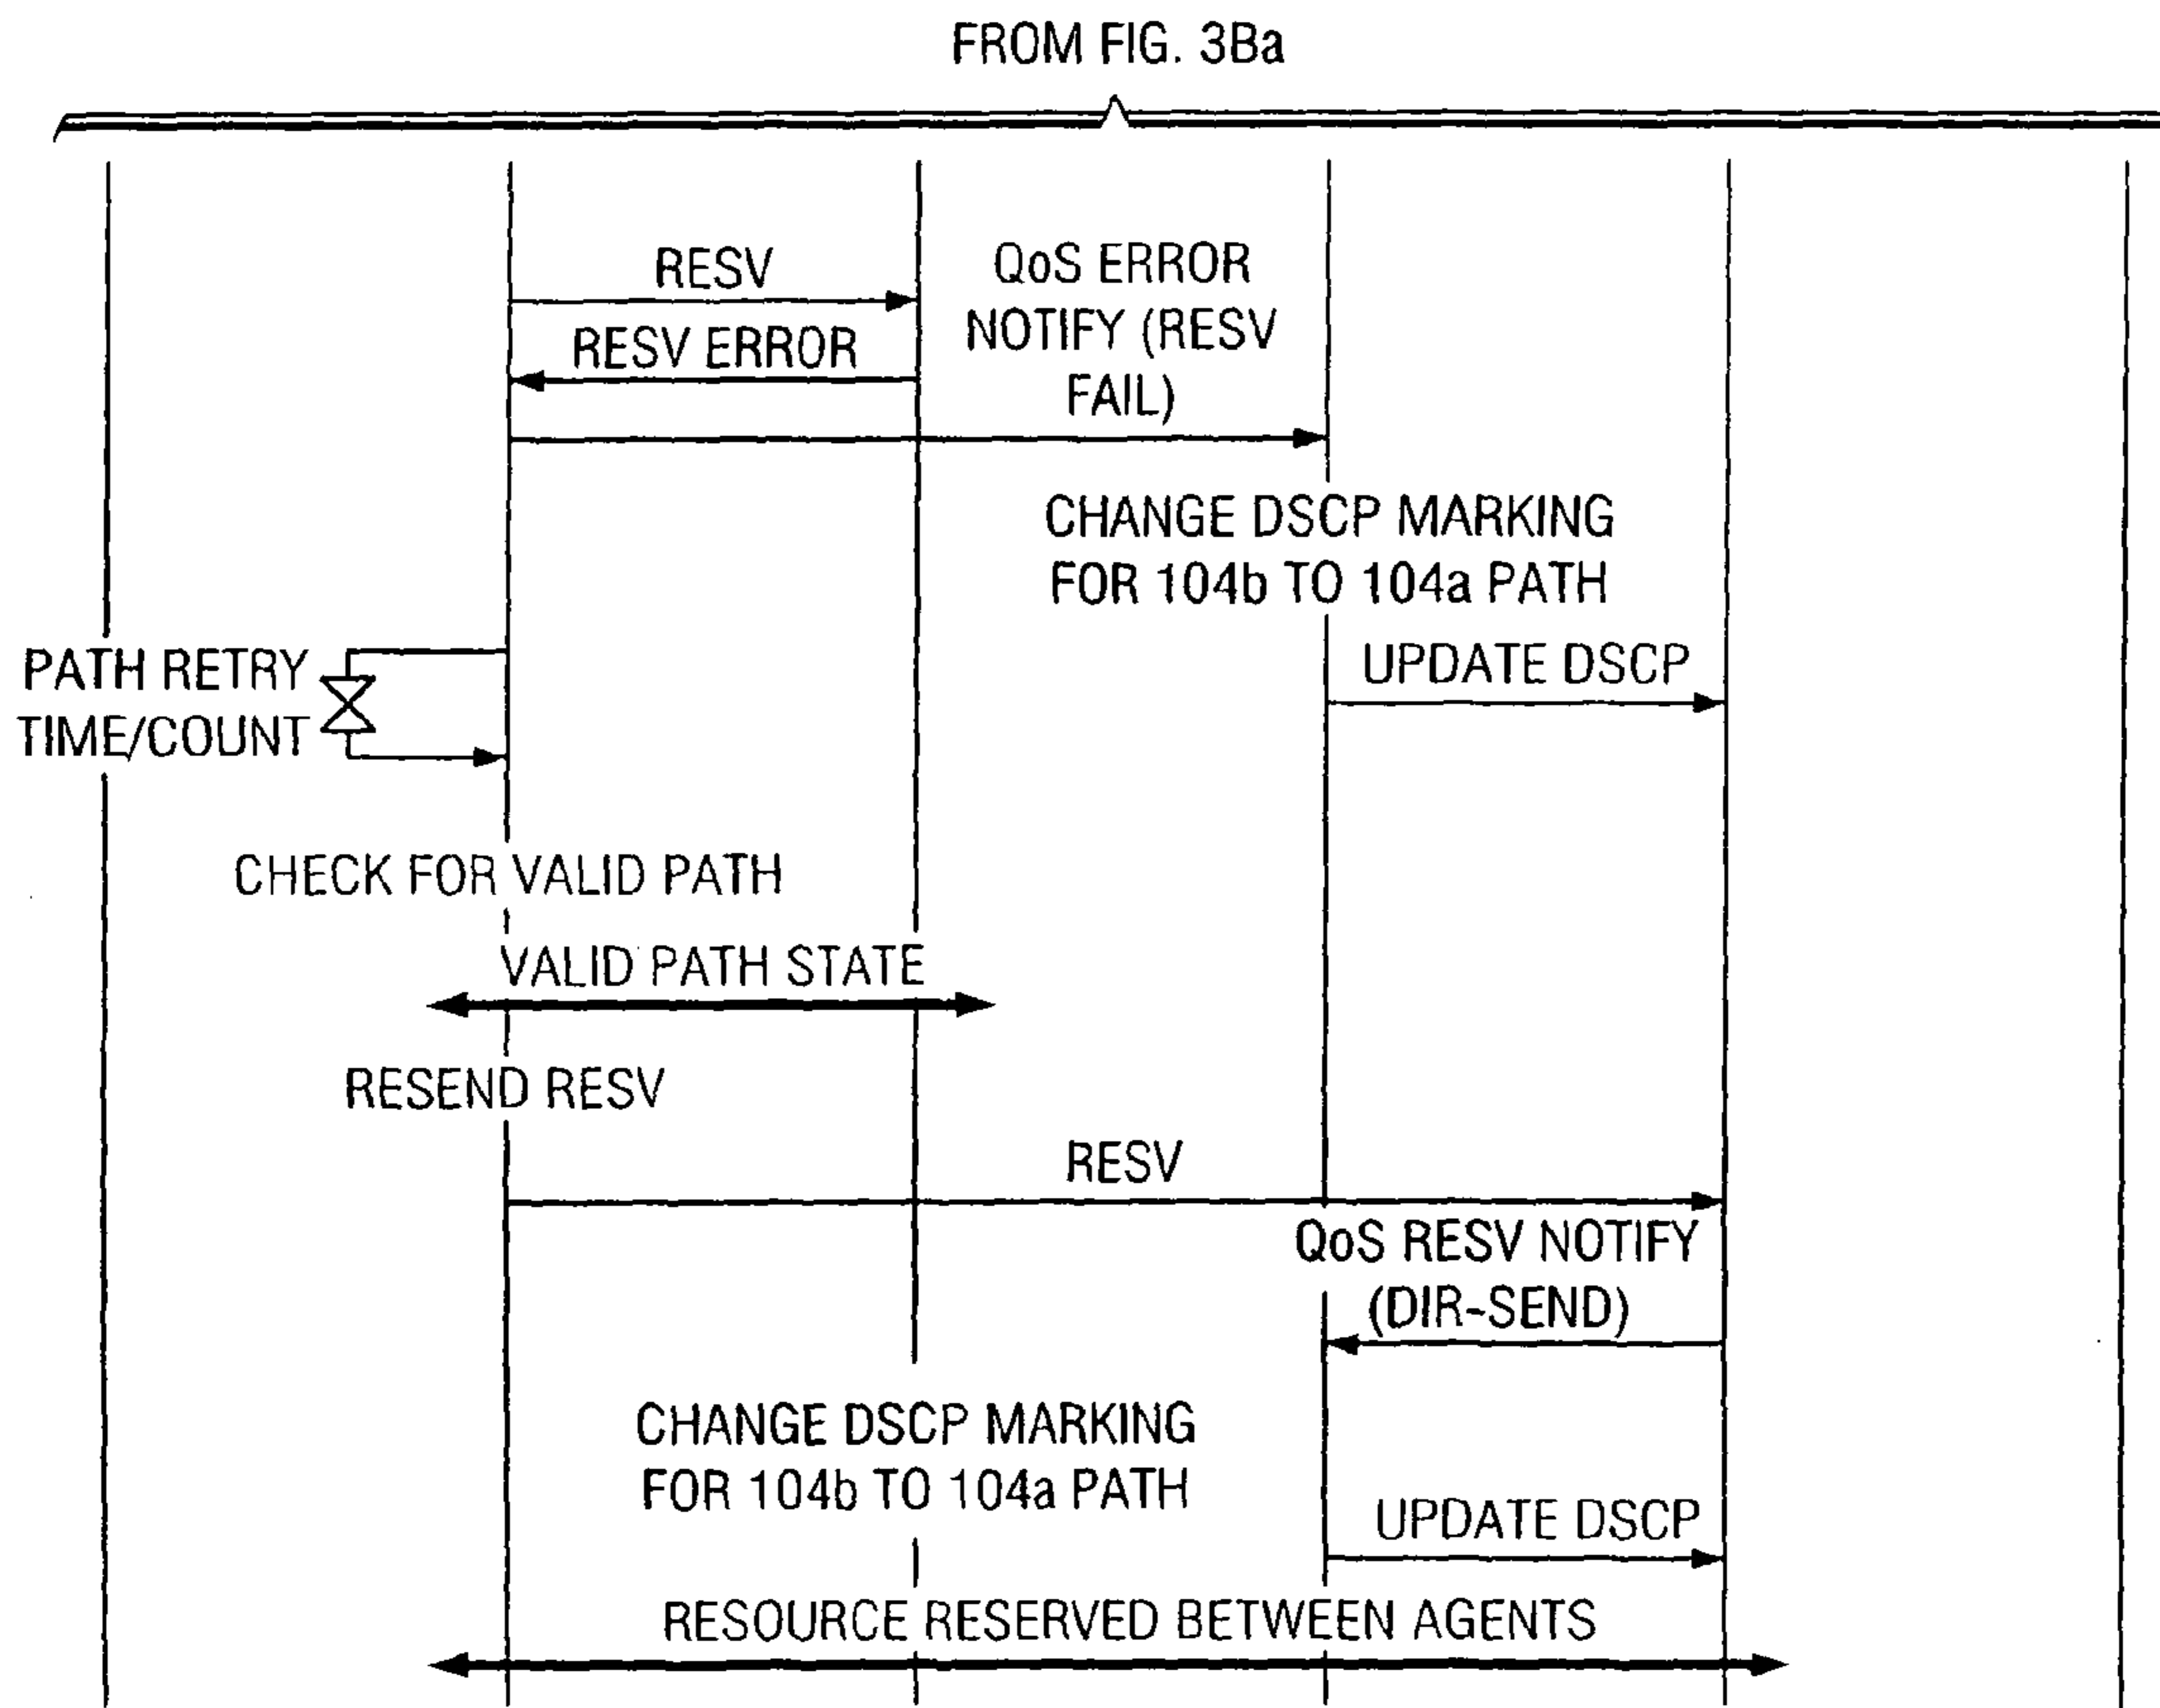 FROM FIG. 3Ba
RESV
RESV ERROR
QoS ERROR
NOTIFY (RESV
FAIL)
CHANGE DSCP MARKING
FOR 104b TO 104a PATH
PATH RETRY
TIME/COUNT
UPDATE DSCP
CHECK FOR VALID PATH
VALID PATH STATE
RESEND RESV
RESV
QoS RESV NOTIFY
(DIR-SEND)
CHANGE DSCP MARKING
FOR 104b TO 104a PATH
UPDATE DSCP
RESOURCE RESERVED BETWEEN AGENTS